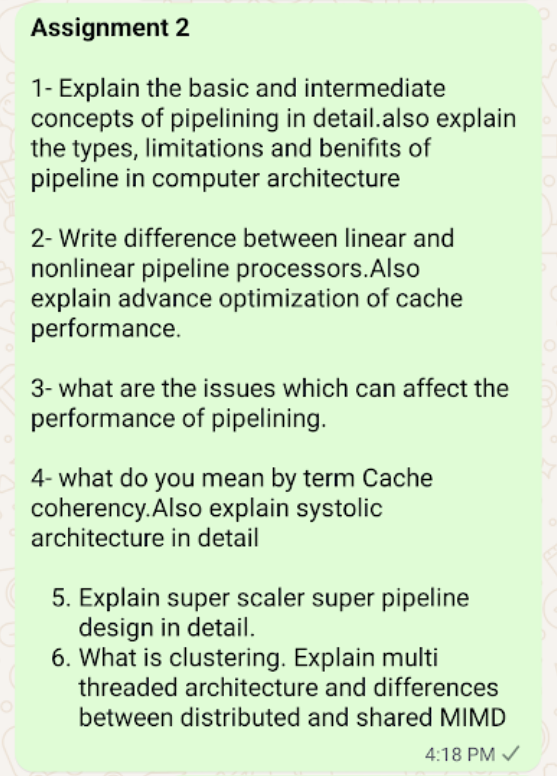 Assignment 2
1- Explain the basic and intermediate
concepts of pipelining in detail.also explain
the types, limitations and benifits of
pipeline in computer architecture
2- Write difference between linear and
nonlinear pipeline processors.Also
explain advance optimization of cache
performance.
3- what are the issues which can affect the
performance of pipelining.
4- what do you mean by term Cache
coherency.Also explain systolic
architecture in detail
5. Explain super scaler super pipeline
design in detail.
6. What is clustering. Explain multi
threaded architecture and differences
between distributed and shared MIMD
4:18 PM